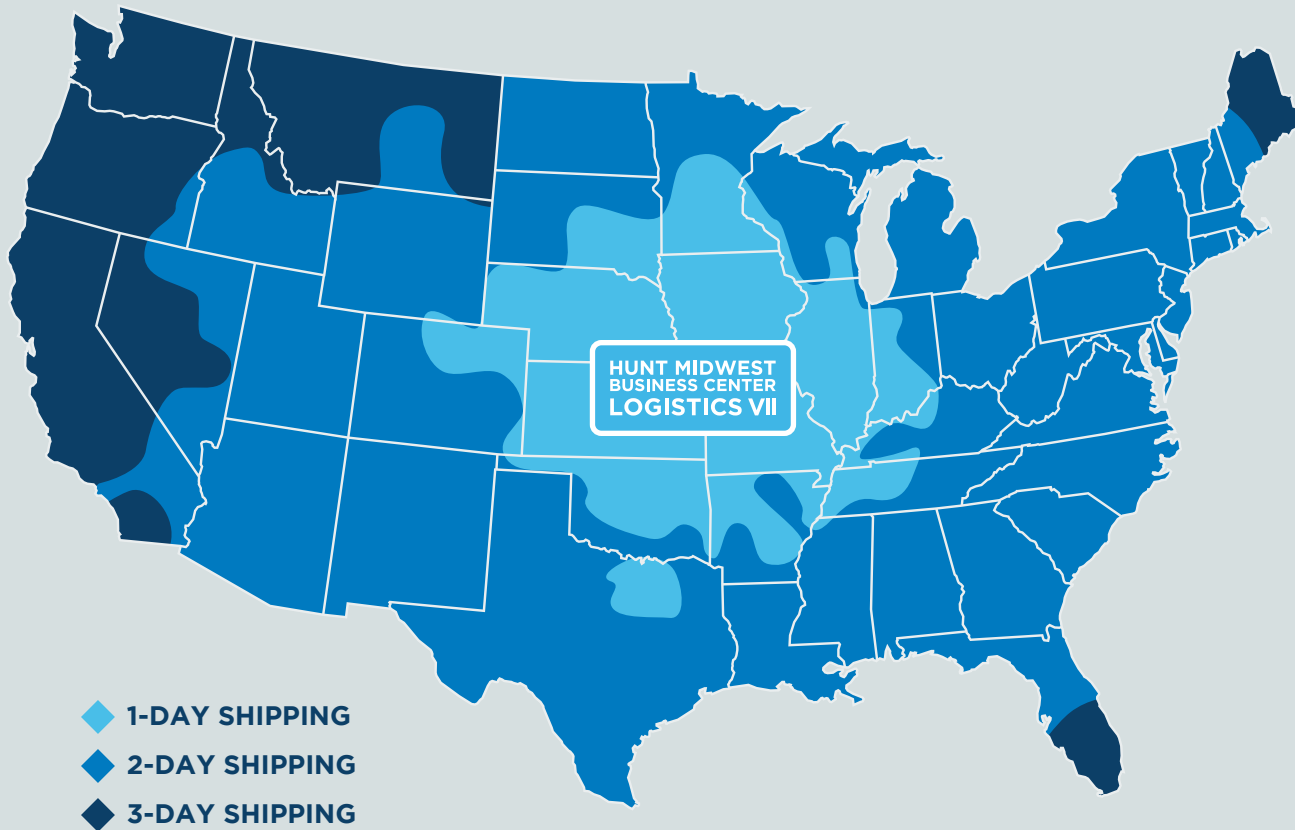 HUNT MIDWEST
BUSINESS CENTER
LOGISTICS VII
1-DAY SHIPPING
2-DAY SHIPPING
3-DAY SHIPPING